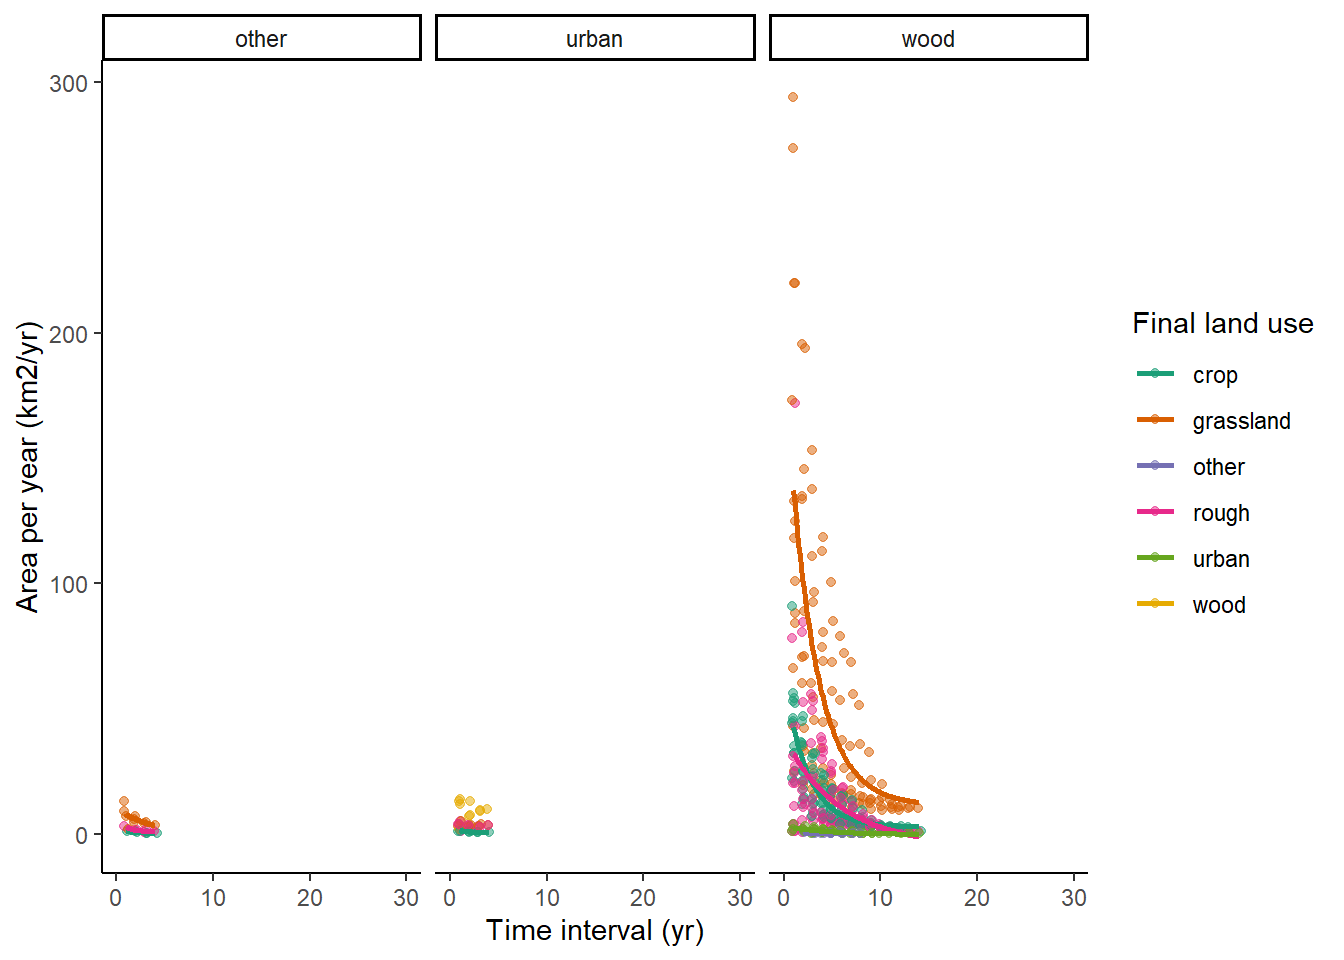 other urban wood
300
200
100
0
Area per year (km2/yr)
0 10 20 30 0 10 20 30 0 10 20 30
Time interval (yr)
Final land use
crop
grassland
other
rough
urban
wood